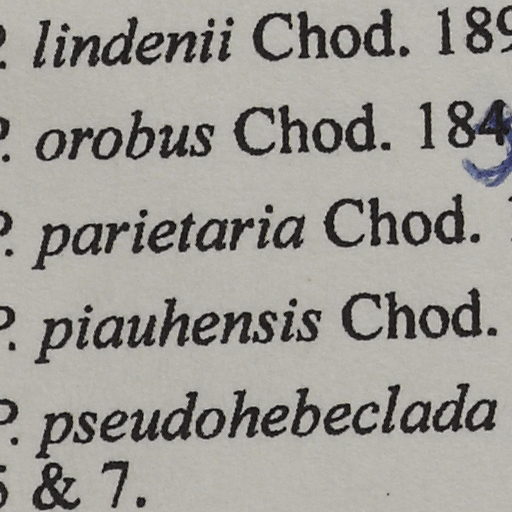 P. lindenii Chod. 189
P. orobus Chod. 184
P. parietaria Chod.
P. piauhensis Chod.
P. pseudohebeclada
& 7.